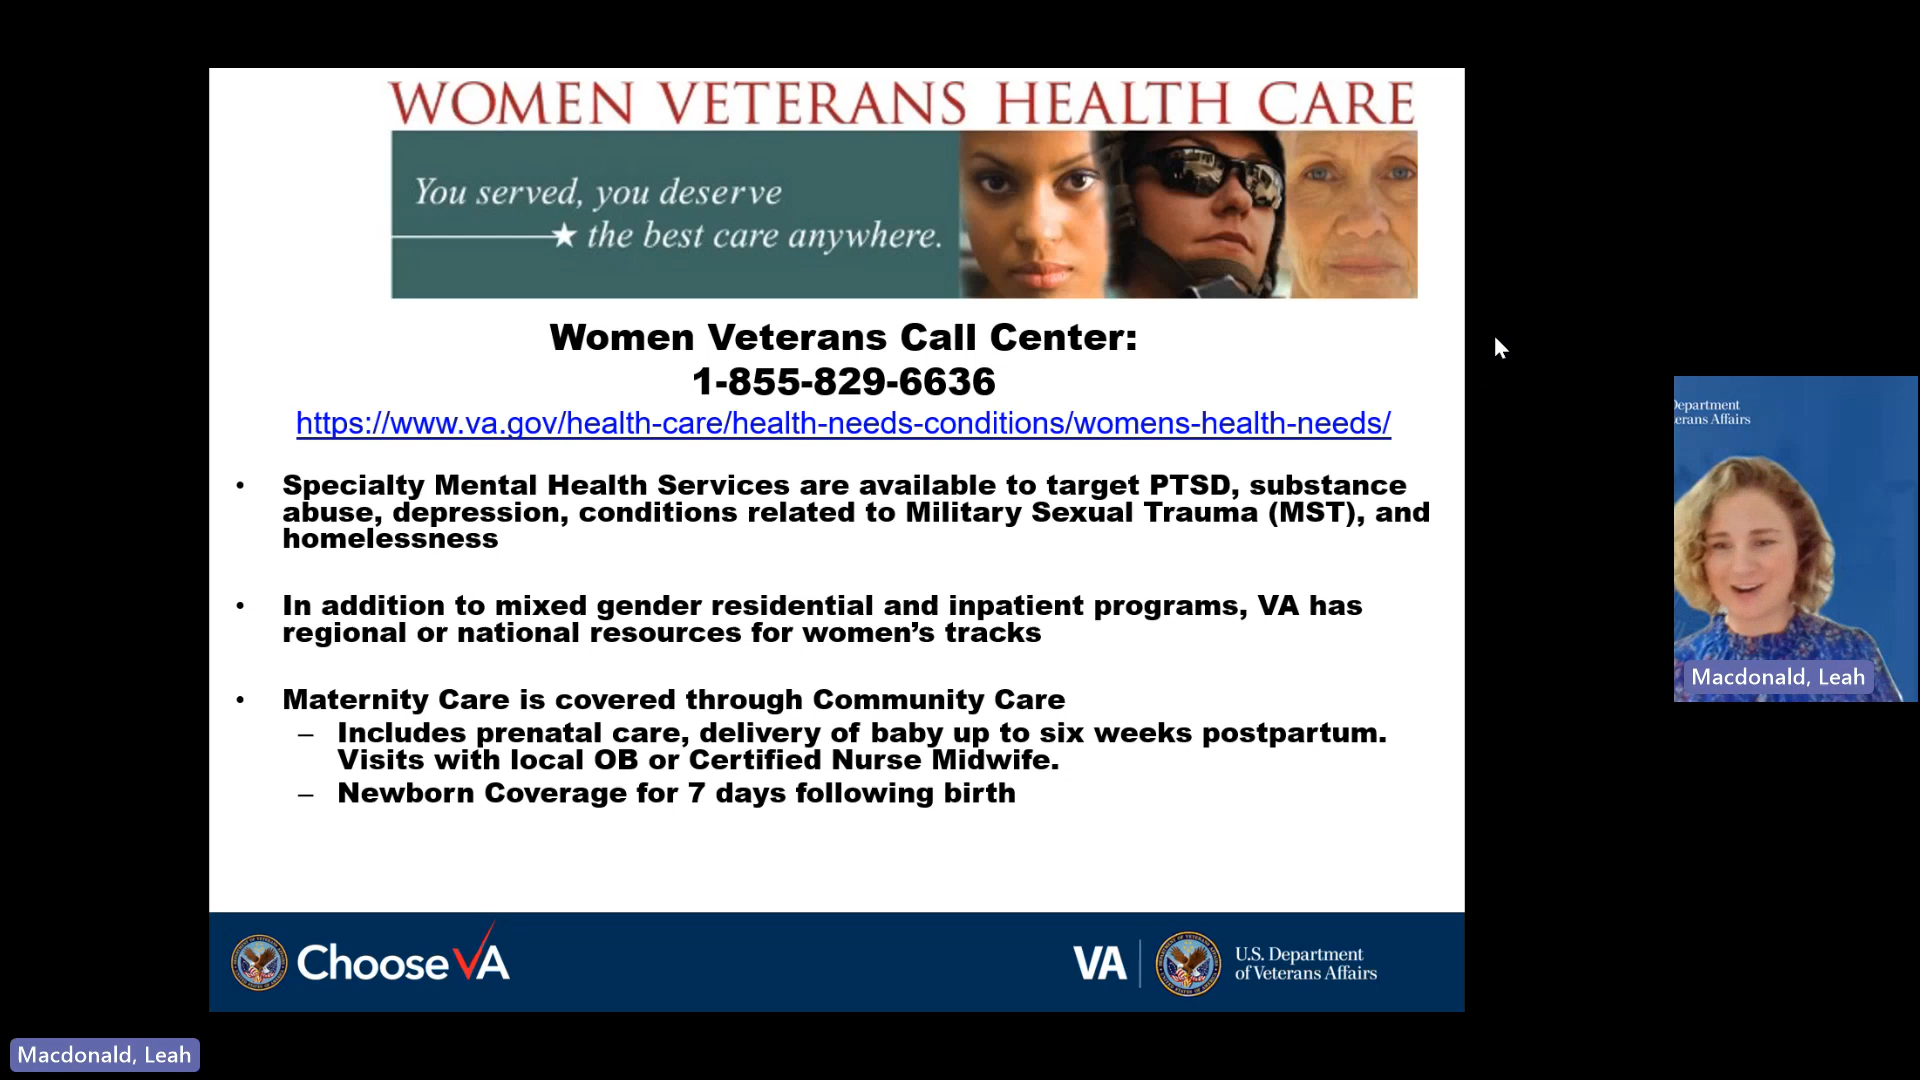 WOMEN VETERANS HEALTH CARE
You served, you deserve
★ the best care anywhere.
Women Veterans Call Center:
1-855-829-6636
https://www.va.gov/health-care/health-needs-conditions/womens-health-needs/
• Specialty Mental Health Services are available to target PTSD, substance
abuse, depression, conditions related to Military Sexual Trauma (MST), and
homelessness
• In addition to mixed gender residential and inpatient programs, VA has
regional or national resources for women’s tracks
• Maternity Care is covered through Community Care
– Includes prenatal care, delivery of baby up to six weeks postpartum.
Visits with local OB or Certified Nurse Midwife.
– Newborn Coverage for 7 days following birth
Choose VA
VA
U.S. Department
of Veterans Affairs
epartment
erans Affairs
Macdonald, Leah
Macdonald, Leah